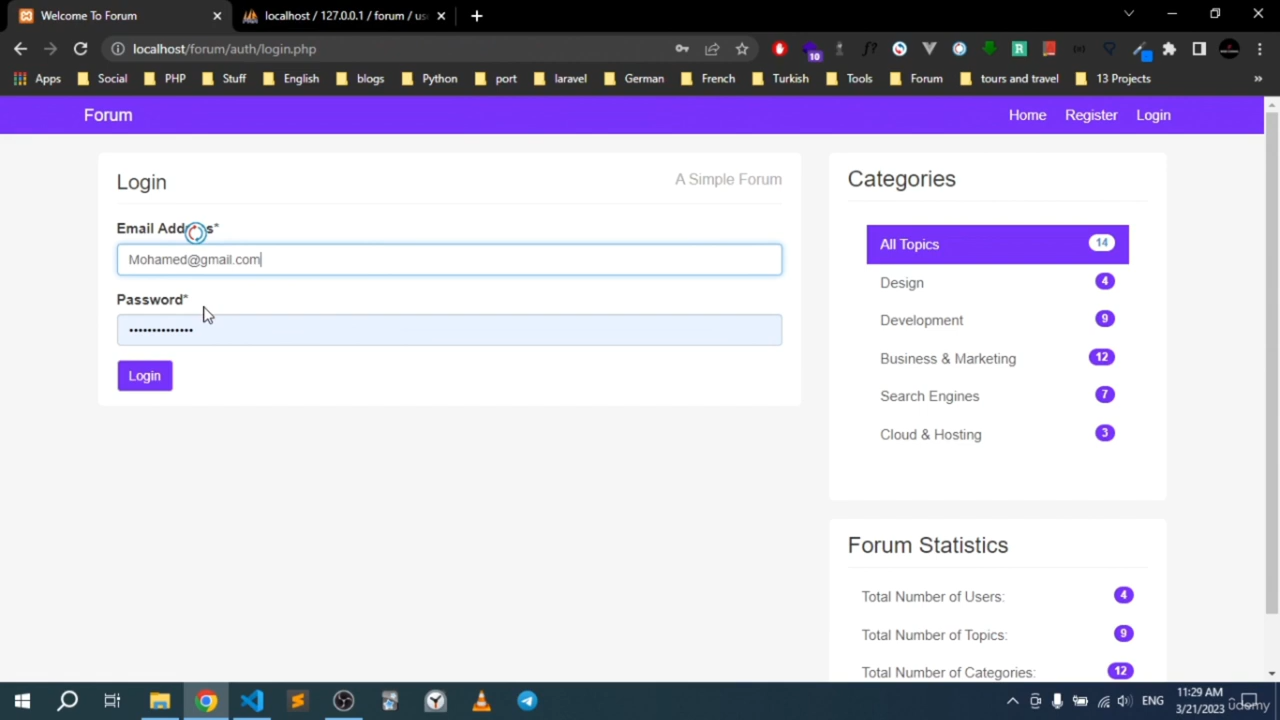 Welcome To Forum
localhost / 127.0.0.1 / forum / us
localhost/forum/auth/login.php
10
f?
R
Apps
Social
PHP
Stuff
English
blogs
Python
port
laravel
German
French
Turkish
Tools
Forum
tours and travel
13 Projects
»
Forum
Home
Register
Login
Login
A Simple Forum
Email Address*
Mohamed@gmail.com
Password*
••••••••••••••
Login
Categories
All Topics 14
Design 4
Development 9
Business & Marketing 12
Search Engines 7
Cloud & Hosting 3
Forum Statistics
Total Number of Users: 4
Total Number of Topics: 9
Total Number of Categories: 12
ENG
11:29 AM
3/21/2023
udemy